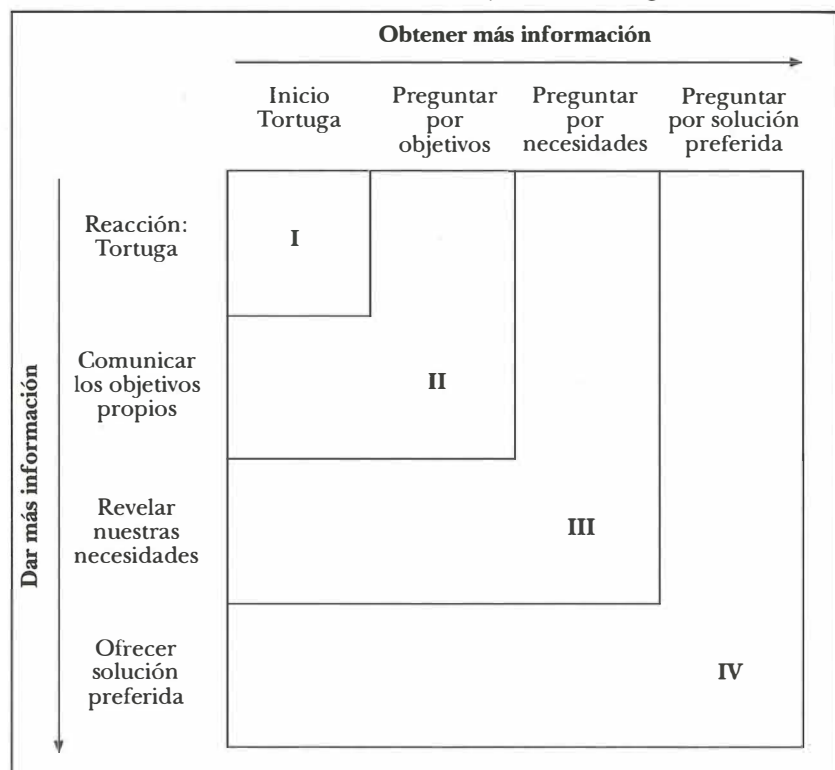 Obtener más información
Inicio
Tortuga
Preguntar
por
objetivos
Preguntar
por
necesidades
Preguntar
por solución
preferida
Dar más información
Reacción:
Tortuga
I
Comunicar
los objetivos
propios
II
Revelar
nuestras
necesidades
III
Ofrecer
solución
preferida
IV